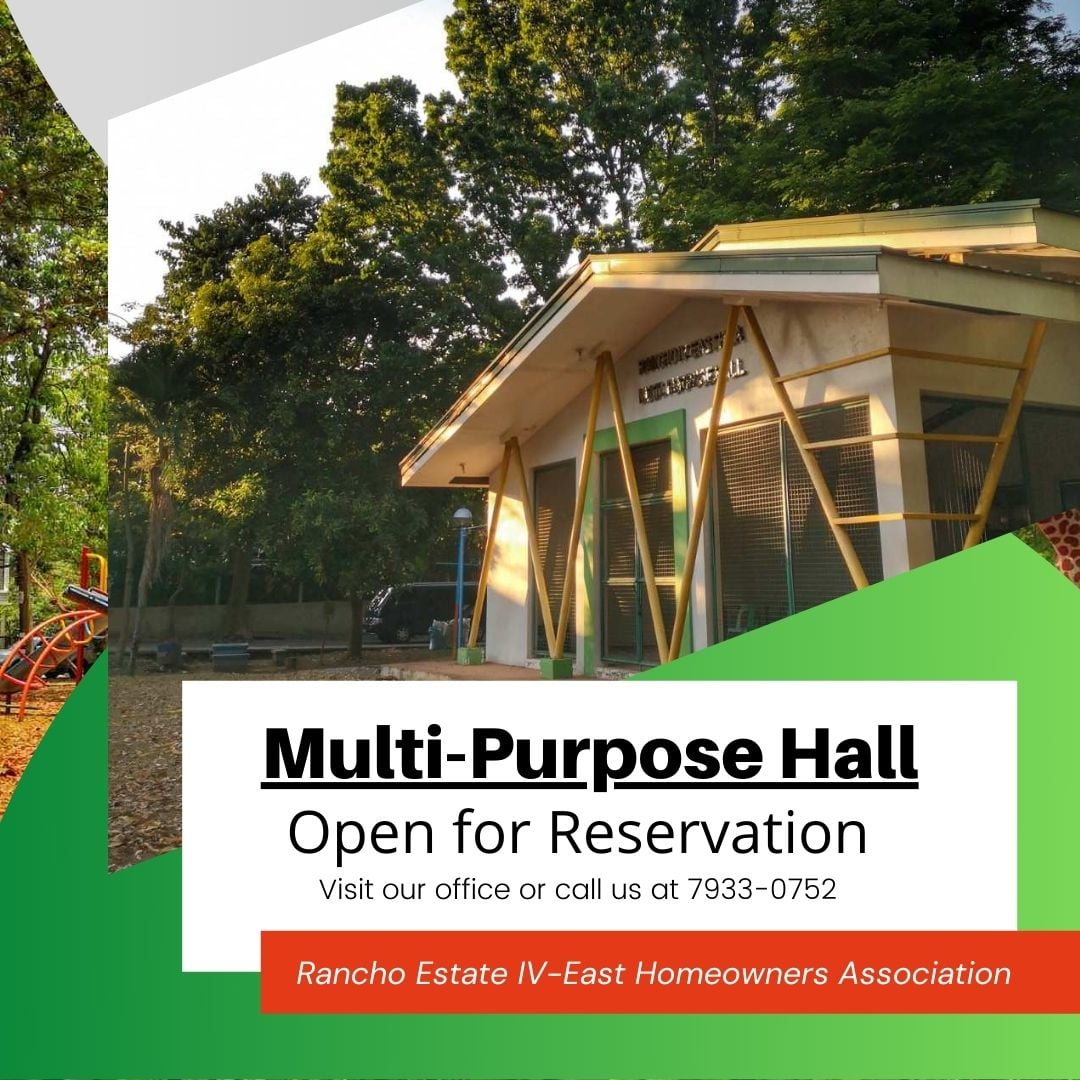 Multi-Purpose Hall
Open for Reservation
Visit our office or call us at 7933-0752
Rancho Estate IV-East Homeowners Association